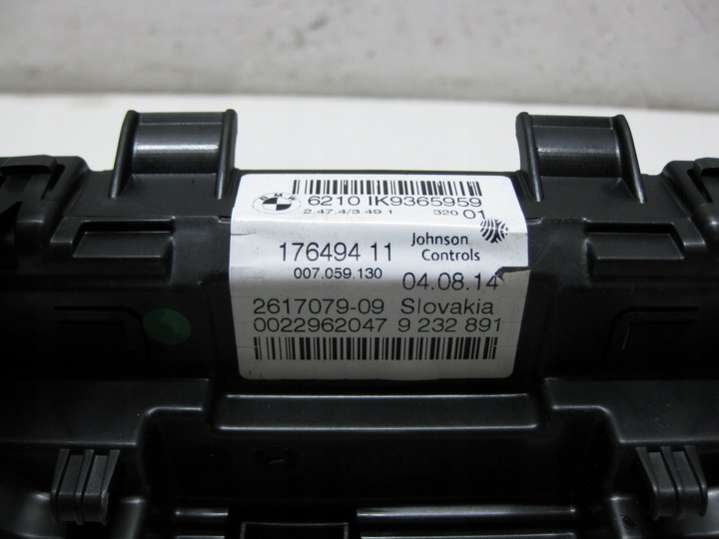 6210 IK9365959
2.47.4/3.49.1 320 01
176494 11 Johnson Controls
007.059.130 04.08.14
2617079-09 Slovakia
0022962047 9 232 891